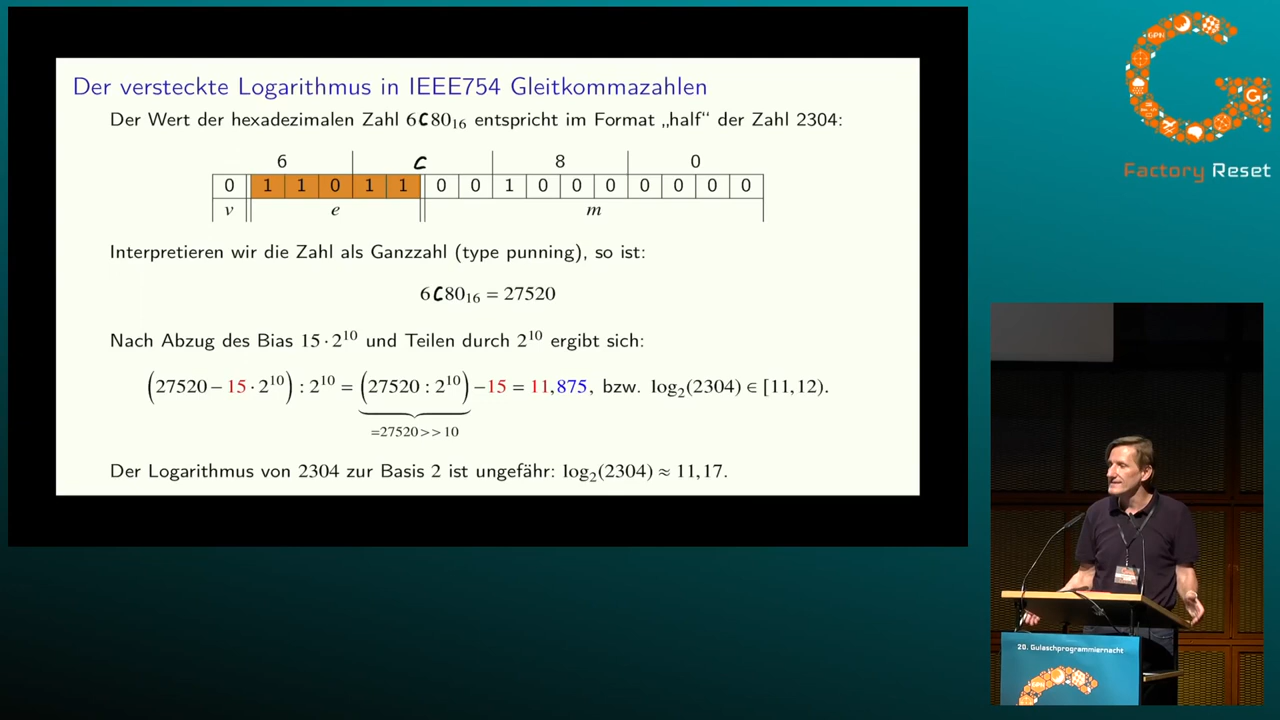 Der versteckte Logarithmus in IEEE754 Gleitkommazahlen
Der Wert der hexadezimalen Zahl 6C80₁₆ entspricht im Format „half“ der Zahl 2304:
6 C 8 0
0 1 1 0 1 1 0 0 1 0 0 0 0 0 0 0
v e m
Interpretieren wir die Zahl als Ganzzahl (type punning), so ist:
6C80₁₆ = 27520
Nach Abzug des Bias 15 · 2¹⁰ und Teilen durch 2¹⁰ ergibt sich:
(27520 − 15 · 2¹⁰) : 2¹⁰ = (27520 : 2¹⁰) −15 = 11,875, bzw. log₂(2304) ∈ [11, 12).
=27520>>10
Der Logarithmus von 2304 zur Basis 2 ist ungefähr: log₂(2304) ≈ 11,17.
GPN
G
Factory Reset
20. Gulaschprogrammiernacht